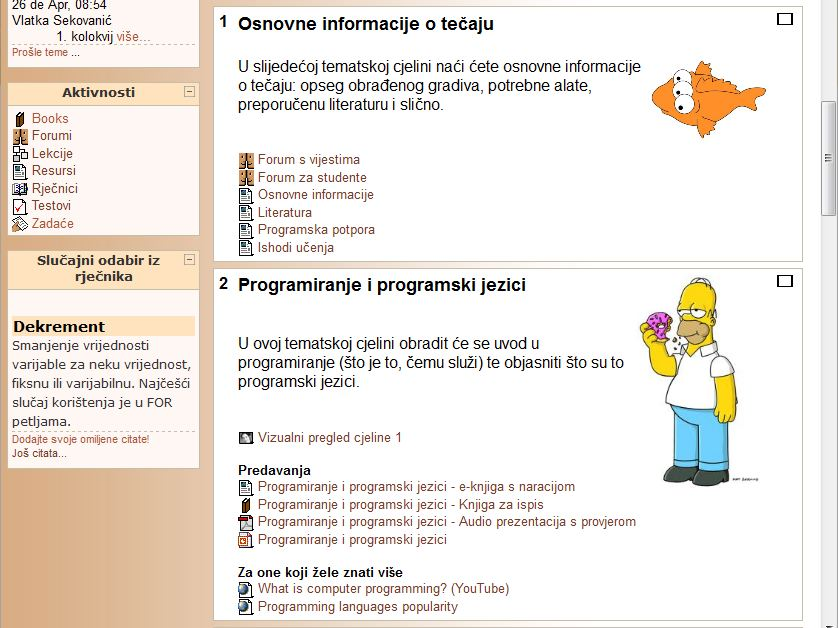 26 de Apr, 08:54
Vlatka Sekovanić
1. kolokvij više...
Prošle teme ...
Aktivnosti
Books
Forumi
Lekcije
Resursi
Rječnici
Testovi
Zadaće
Slučajni odabir iz
rječnika
Dekrement
Smanjenje vrijednosti
varijable za neku vrijednost,
fiksnu ili varijabilnu. Najčešći
slučaj korištenja je u FOR
petljama.
Dodajte svoje omiljene citate!
Još citata...
1 Osnovne informacije o tečaju
U slijedećoj tematskoj cjelini naći ćete osnovne informacije
o tečaju: opseg obrađenog gradiva, potrebne alate,
preporučenu literaturu i slično.
Forum s vijestima
Forum za studente
Osnovne informacije
Literatura
Programska potpora
Ishodi učenja
2 Programiranje i programski jezici
U ovoj tematskoj cjelini obradit će se uvod u
programiranje (što je to, čemu služi) te objasniti što su to
programski jezici.
Vizualni pregled cjeline 1
Predavanja
Programiranje i programski jezici - e-knjiga s naracijom
Programiranje i programski jezici - Knjiga za ispis
Programiranje i programski jezici - Audio prezentacija s provjerom
Programiranje i programski jezici
Za one koji žele znati više
What is computer programming? (YouTube)
Programming languages popularity